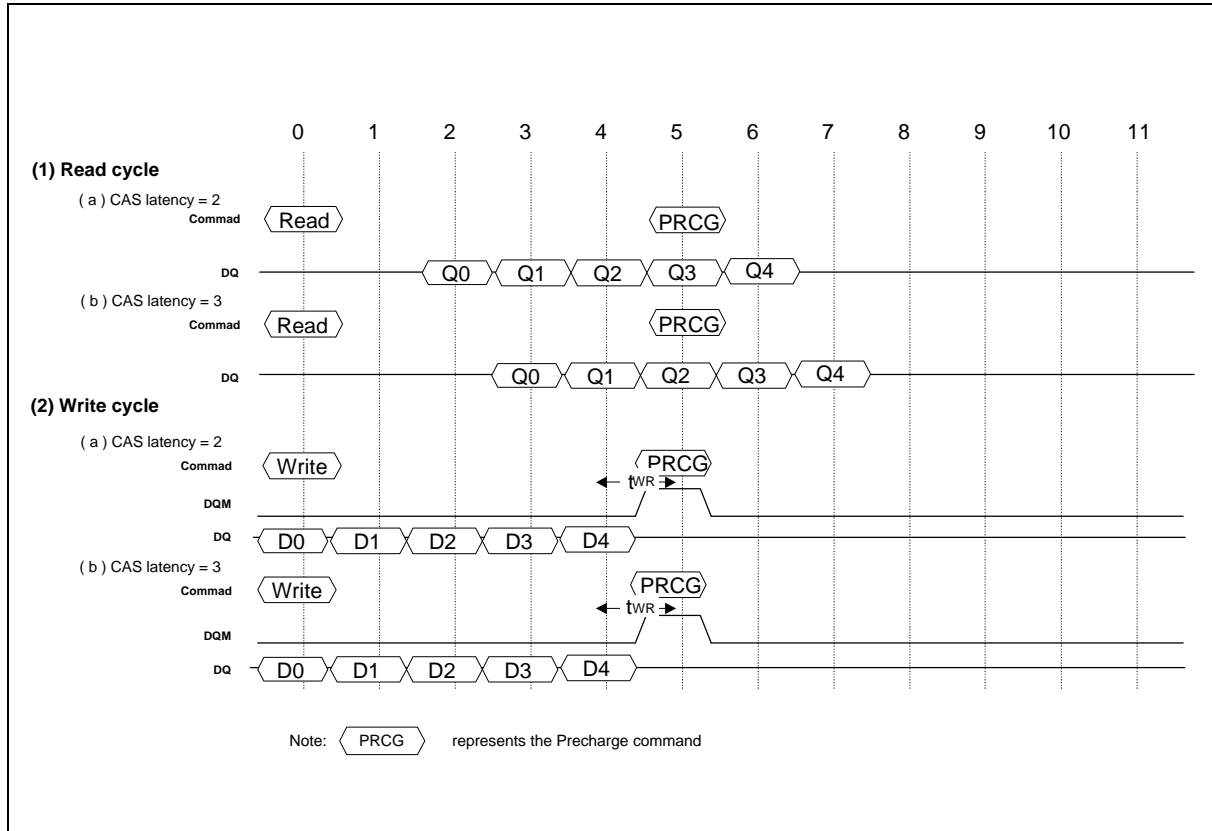 0 1 2 3 4 5 6 7 8 9 10 11
(1) Read cycle
( a ) CAS latency = 2
Commad Read PRCG
DQ Q0 Q1 Q2 Q3 Q4
( b ) CAS latency = 3
Commad Read PRCG
DQ Q0 Q1 Q2 Q3 Q4
(2) Write cycle
( a ) CAS latency = 2
Commad Write PRCG
tWR
DQM
DQ D0 D1 D2 D3 D4
( b ) CAS latency = 3
Commad Write PRCG
tWR
DQM
DQ D0 D1 D2 D3 D4
Note: PRCG represents the Precharge command